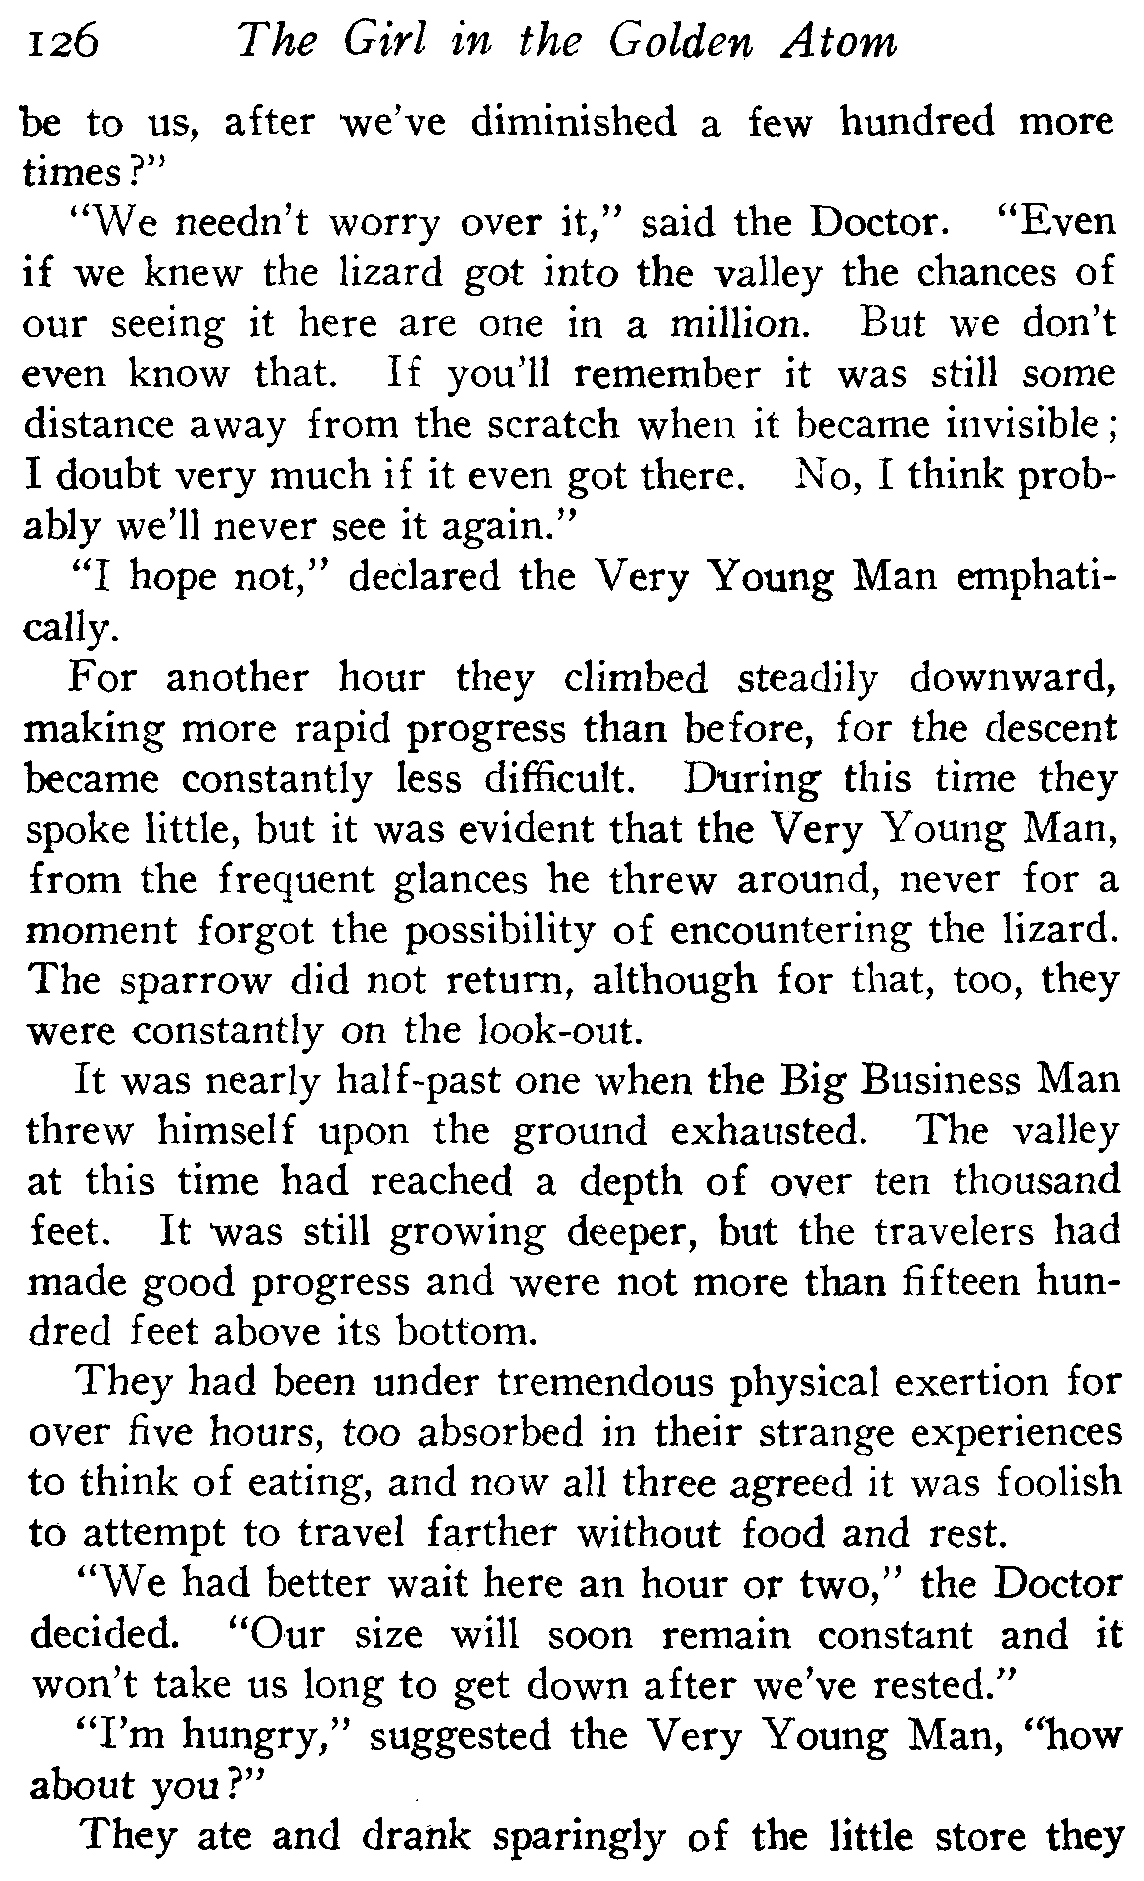 126 The Girl in the Golden Atom
be to us, after we've diminished a few hundred more
times?"
"We needn't worry over it," said the Doctor. "Even
if we knew the lizard got into the valley the chances of
our seeing it here are one in a million. But we don't
even know that. If you'll remember it was still some
distance away from the scratch when it became invisible;
I doubt very much if it even got there. No, I think prob-
ably we'll never see it again."
"I hope not," declared the Very Young Man emphati-
cally.
For another hour they climbed steadily downward,
making more rapid progress than before, for the descent
became constantly less difficult. During this time they
spoke little, but it was evident that the Very Young Man,
from the frequent glances he threw around, never for a
moment forgot the possibility of encountering the lizard.
The sparrow did not return, although for that, too, they
were constantly on the look-out.
It was nearly half-past one when the Big Business Man
threw himself upon the ground exhausted. The valley
at this time had reached a depth of over ten thousand
feet. It was still growing deeper, but the travelers had
made good progress and were not more than fifteen hun-
dred feet above its bottom.
They had been under tremendous physical exertion for
over five hours, too absorbed in their strange experiences
to think of eating, and now all three agreed it was foolish
to attempt to travel farther without food and rest.
"We had better wait here an hour or two," the Doctor
decided. "Our size will soon remain constant and it
won't take us long to get down after we've rested."
"I'm hungry," suggested the Very Young Man, "how
about you?"
They ate and drank sparingly of the little store they